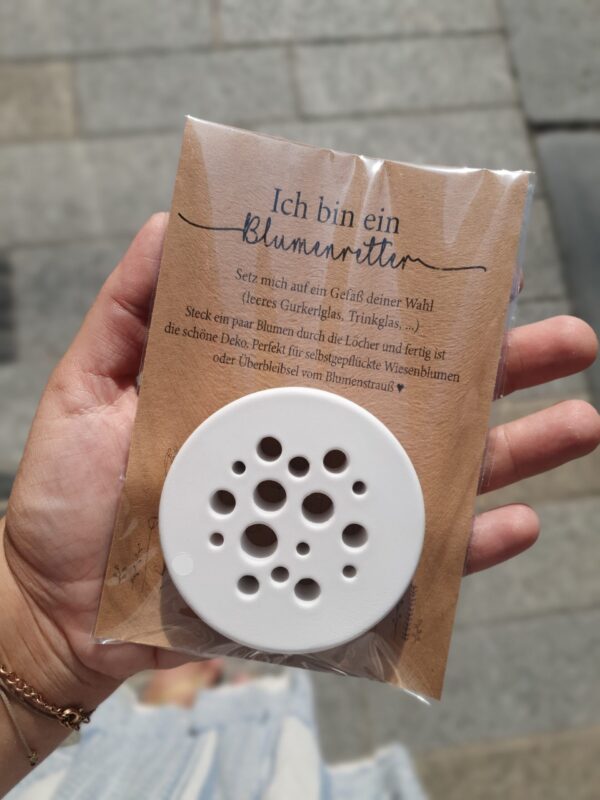 Ich bin ein
Blumenretter
Setz mich auf ein Gefäß deiner Wahl
(leeres Gurkerlglas, Trinkglas, ...)
Steck ein paar Blumen durch die Löcher und fertig ist
die schöne Deko. Perfekt für selbstgepflückte Wiesenblumen
oder Überbleibsel vom Blumenstrauß ♥